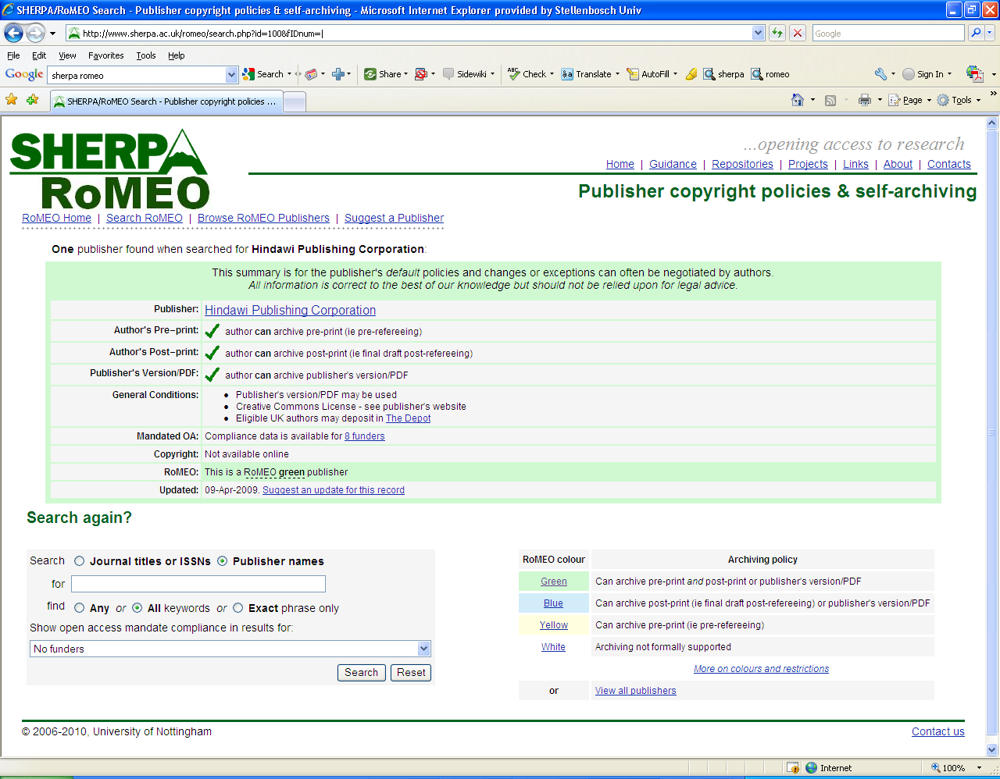 SHERPA/RoMEO Search - Publisher copyright policies & self-archiving - Microsoft Internet Explorer provided by Stellenbosch Univ
http://www.sherpa.ac.uk/romeo/search.php?id=100&fIDnum=|
Google
File Edit View Favorites Tools Help
Google sherpa romeo Search Share Sidewiki Check Translate AutoFill sherpa romeo Sign In
SHERPA/RoMEO Search - Publisher copyright policies ... Page Tools
SHERPA
RoMEO
...opening access to research
Home | Guidance | Repositories | Projects | Links | About | Contacts
Publisher copyright policies & self-archiving
RoMEO Home | Search RoMEO | Browse RoMEO Publishers | Suggest a Publisher
One publisher found when searched for Hindawi Publishing Corporation:
This summary is for the publisher's default policies and changes or exceptions can often be negotiated by authors.
All information is correct to the best of our knowledge but should not be relied upon for legal advice.
Publisher: Hindawi Publishing Corporation
Author's Pre-print: author can archive pre-print (ie pre-refereeing)
Author's Post-print: author can archive post-print (ie final draft post-refereeing)
Publisher's Version/PDF: author can archive publisher's version/PDF
General Conditions: • Publisher's version/PDF may be used
• Creative Commons License - see publisher's website
• Eligible UK authors may deposit in The Depot
Mandated OA: Compliance data is available for 8 funders
Copyright: Not available online
RoMEO: This is a RoMEO green publisher
Updated: 09-Apr-2009. Suggest an update for this record
Search again?
Search Journal titles or ISSNs Publisher names
for
find Any or All keywords or Exact phrase only
Show open access mandate compliance in results for:
No funders
Search Reset
RoMEO colour Archiving policy
Green Can archive pre-print and post-print or publisher's version/PDF
Blue Can archive post-print (ie final draft post-refereeing) or publisher's version/PDF
Yellow Can archive pre-print (ie pre-refereeing)
White Archiving not formally supported
More on colours and restrictions
or View all publishers
© 2006-2010, University of Nottingham
Contact us
Internet 100%